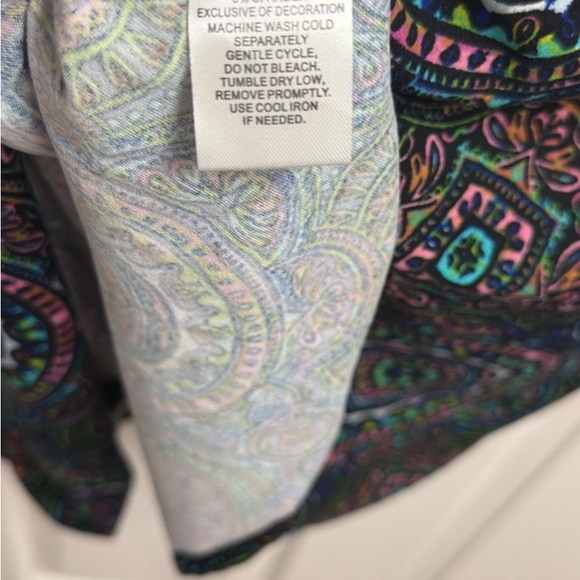 EXCLUSIVE OF DECORATION
MACHINE WASH COLD
SEPARATELY
GENTLE CYCLE,
DO NOT BLEACH.
TUMBLE DRY LOW,
REMOVE PROMPTLY.
USE COOL IRON
IF NEEDED.